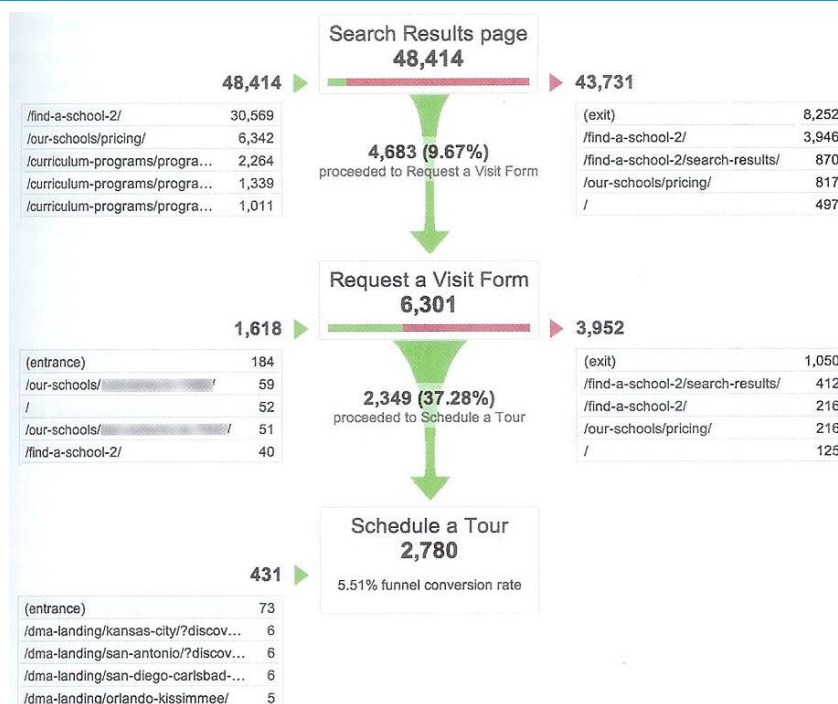 Search Results page
48,414
48,414
43,731
/find-a-school-2/ 30,569
/our-schools/pricing/ 6,342
/curriculum-programs/progra... 2,264
/curriculum-programs/progra... 1,339
/curriculum-programs/progra... 1,011
4,683 (9.67%)
proceeded to Request a Visit Form
(exit) 8,252
/find-a-school-2/ 3,946
/find-a-school-2/search-results/ 870
/our-schools/pricing/ 817
/ 497
Request a Visit Form
6,301
1,618
3,952
(entrance) 184
/our-schools/ / 59
/ 52
/our-schools/ / 51
/find-a-school-2/ 40
2,349 (37.28%)
proceeded to Schedule a Tour
(exit) 1,050
/find-a-school-2/search-results/ 412
/find-a-school-2/ 216
/our-schools/pricing/ 216
/ 125
Schedule a Tour
2,780
5.51% funnel conversion rate
431
(entrance) 73
/dma-landing/kansas-city/?discov... 6
/dma-landing/san-antonio/?discov... 6
/dma-landing/san-diego-carlsbad-... 6
/dma-landing/orlando-kissimmee/ 5